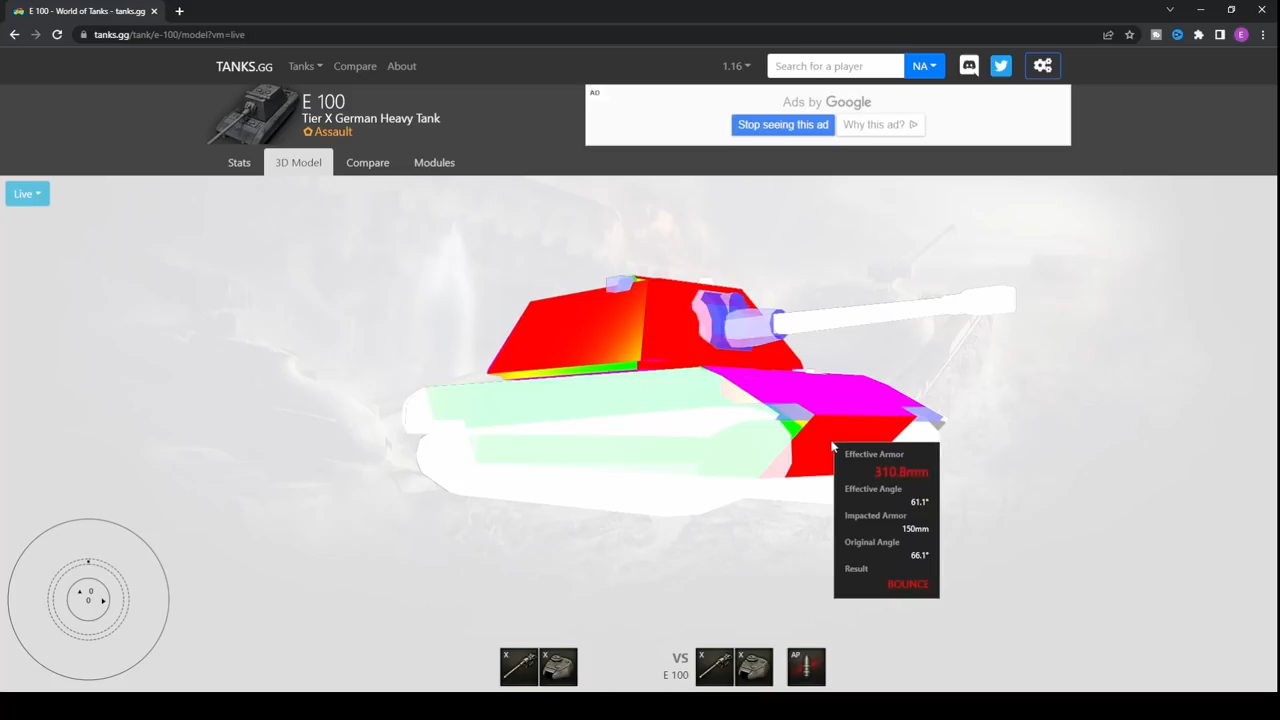 E 100 - World of Tanks - tanks.gg
tanks.gg/tank/e-100/model?vm=live
E
TANKS.GG Tanks Compare About 1.16 Search for a player NA
E 100
Tier X German Heavy Tank
Assault
AD
Ads by Google
Stop seeing this ad Why this ad?
Stats 3D Model Compare Modules
Live
Effective Armor
310.8mm
Effective Angle
61.1°
Impacted Armor
150mm
Original Angle
66.1°
Result
BOUNCE
0
0
X X VS X X AP
E 100